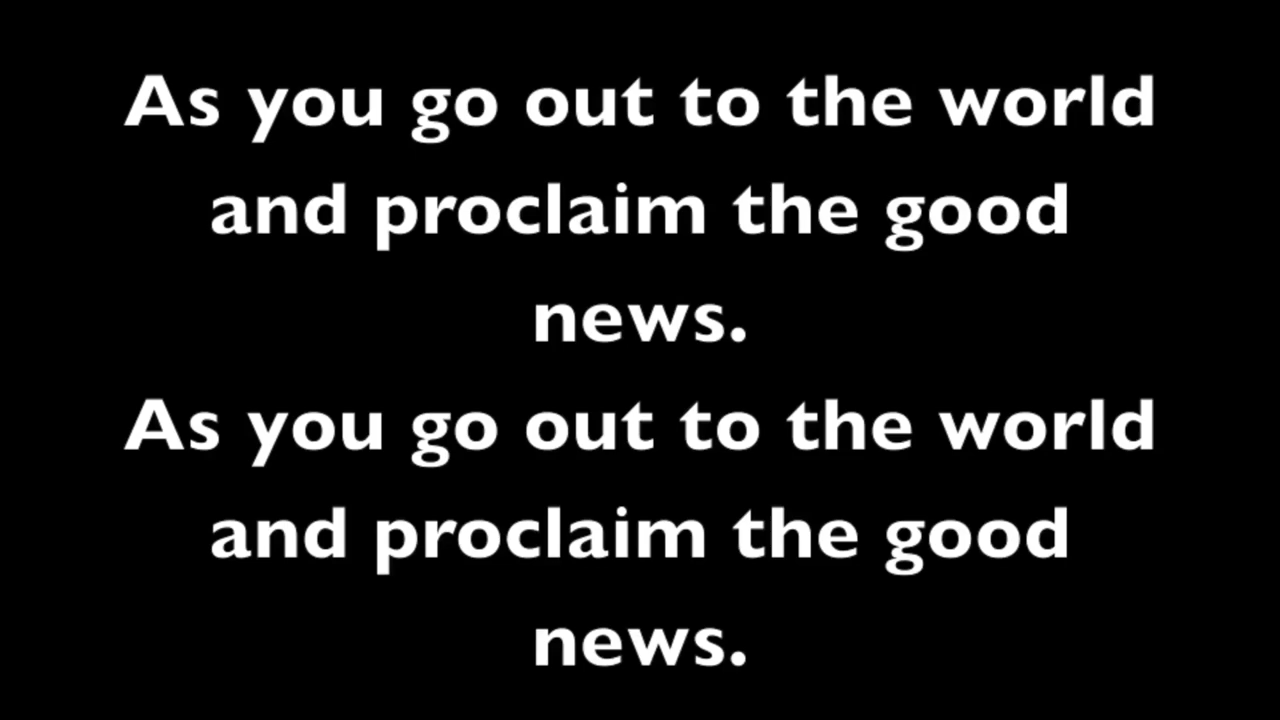 As you go out to the world
and proclaim the good
news.
As you go out to the world
and proclaim the good
news.